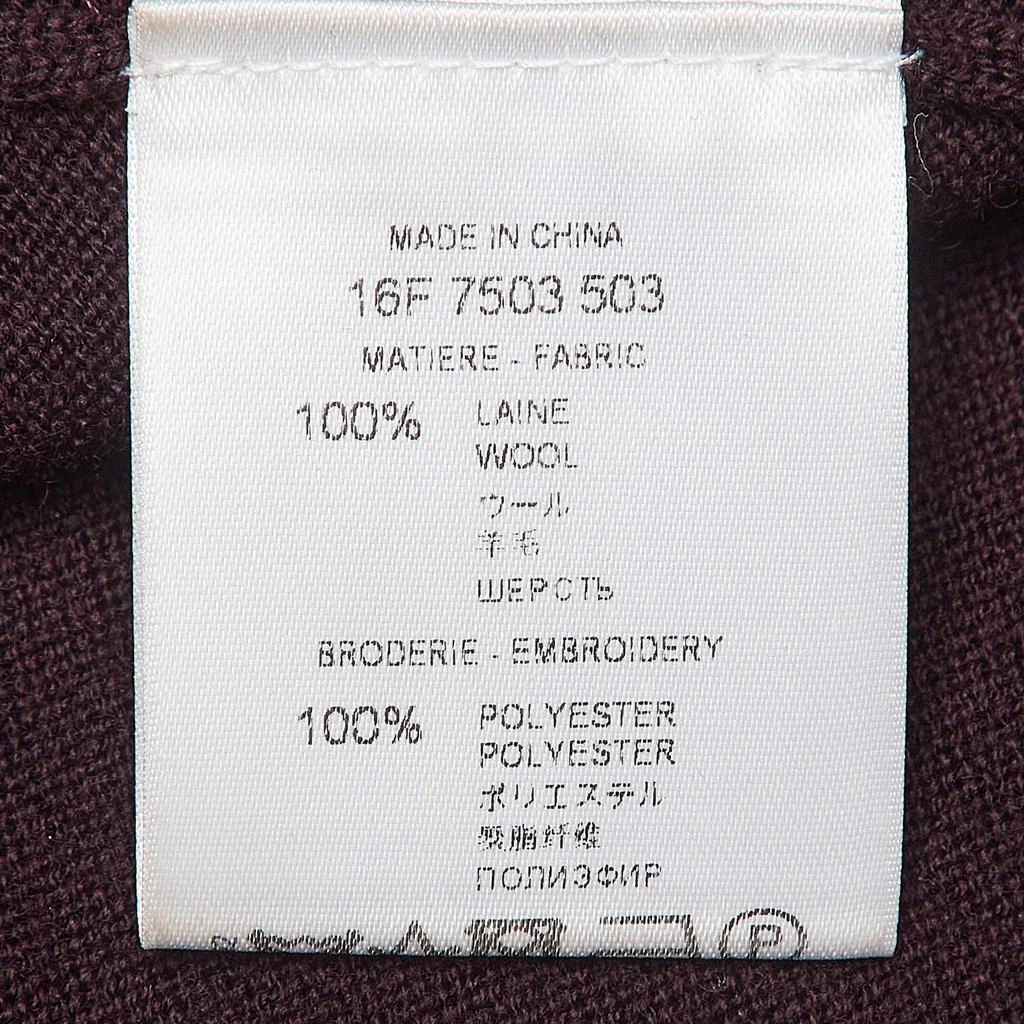 MADE IN CHINA
16F 7503 503
MATIERE - FABRIC
100% LAINE
WOOL
ウール
羊毛
ШЕРСТЬ
BRODERIE - EMBROIDERY
100% POLYESTER
POLYESTER
ポリエステル
聚脂纤维
ПОЛИЭФИР
P